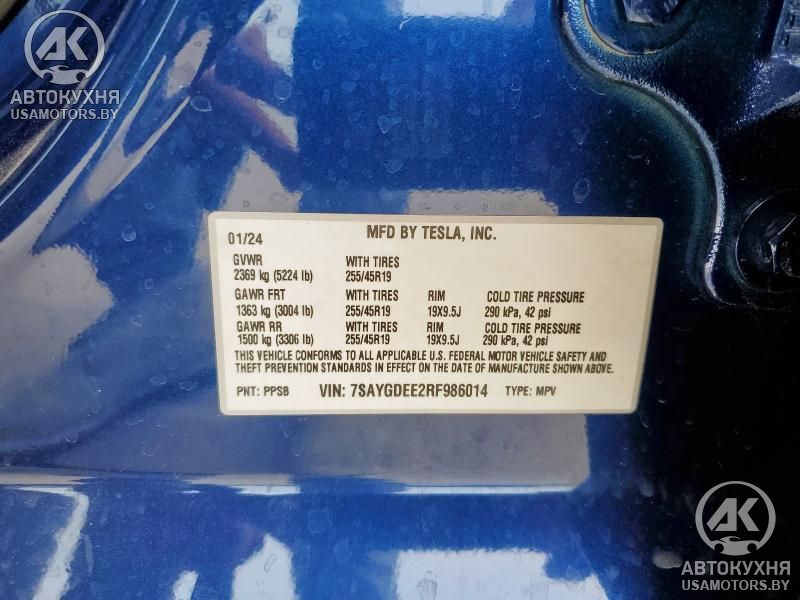 AK
АВТОКУХНЯ
USAMOTORS.BY
01/24 MFD BY TESLA, INC.
GVWR WITH TIRES
2369 kg (5224 lb) 255/45R19
GAWR FRT WITH TIRES RIM COLD TIRE PRESSURE
1363 kg (3004 lb) 255/45R19 19X9.5J 290 kPa, 42 psi
GAWR RR WITH TIRES RIM COLD TIRE PRESSURE
1500 kg (3306 lb) 255/45R19 19X9.5J 290 kPa, 42 psi
THIS VEHICLE CONFORMS TO ALL APPLICABLE U.S. FEDERAL MOTOR VEHICLE SAFETY AND
THEFT PREVENTION STANDARDS IN EFFECT ON THE DATE OF MANUFACTURE SHOWN ABOVE.
PNT: PPSB VIN: 7SAYGDEE2RF986014 TYPE: MPV
AK
АВТОКУХНЯ
USAMOTORS.BY